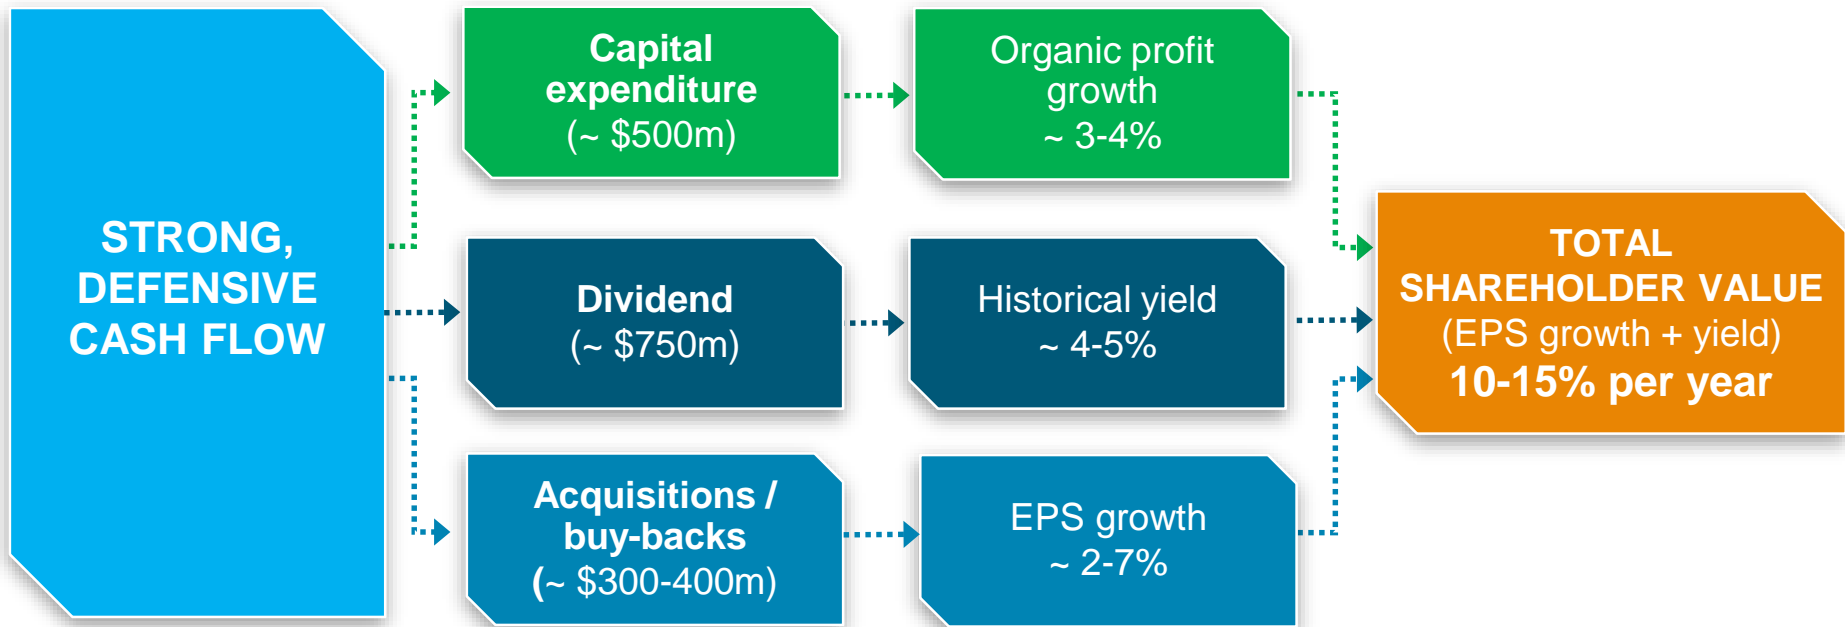 STRONG,
DEFENSIVE
CASH FLOW
Capital
expenditure
(~ $500m)
Organic profit
growth
~ 3-4%
Dividend
(~ $750m)
Historical yield
~ 4-5%
Acquisitions /
buy-backs
(~ $300-400m)
EPS growth
~ 2-7%
TOTAL
SHAREHOLDER VALUE
(EPS growth + yield)
10-15% per year